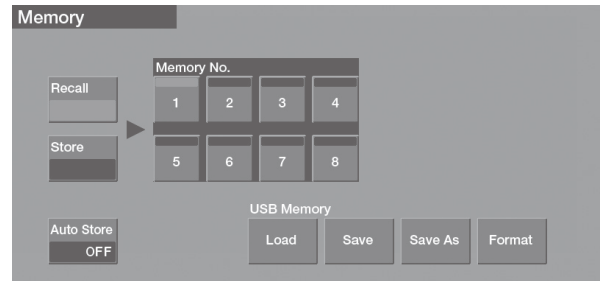 Memory
Memory No.
Recall
1 2 3 4
Store
5 6 7 8
USB Memory
Auto Store
OFF
Load Save Save As Format